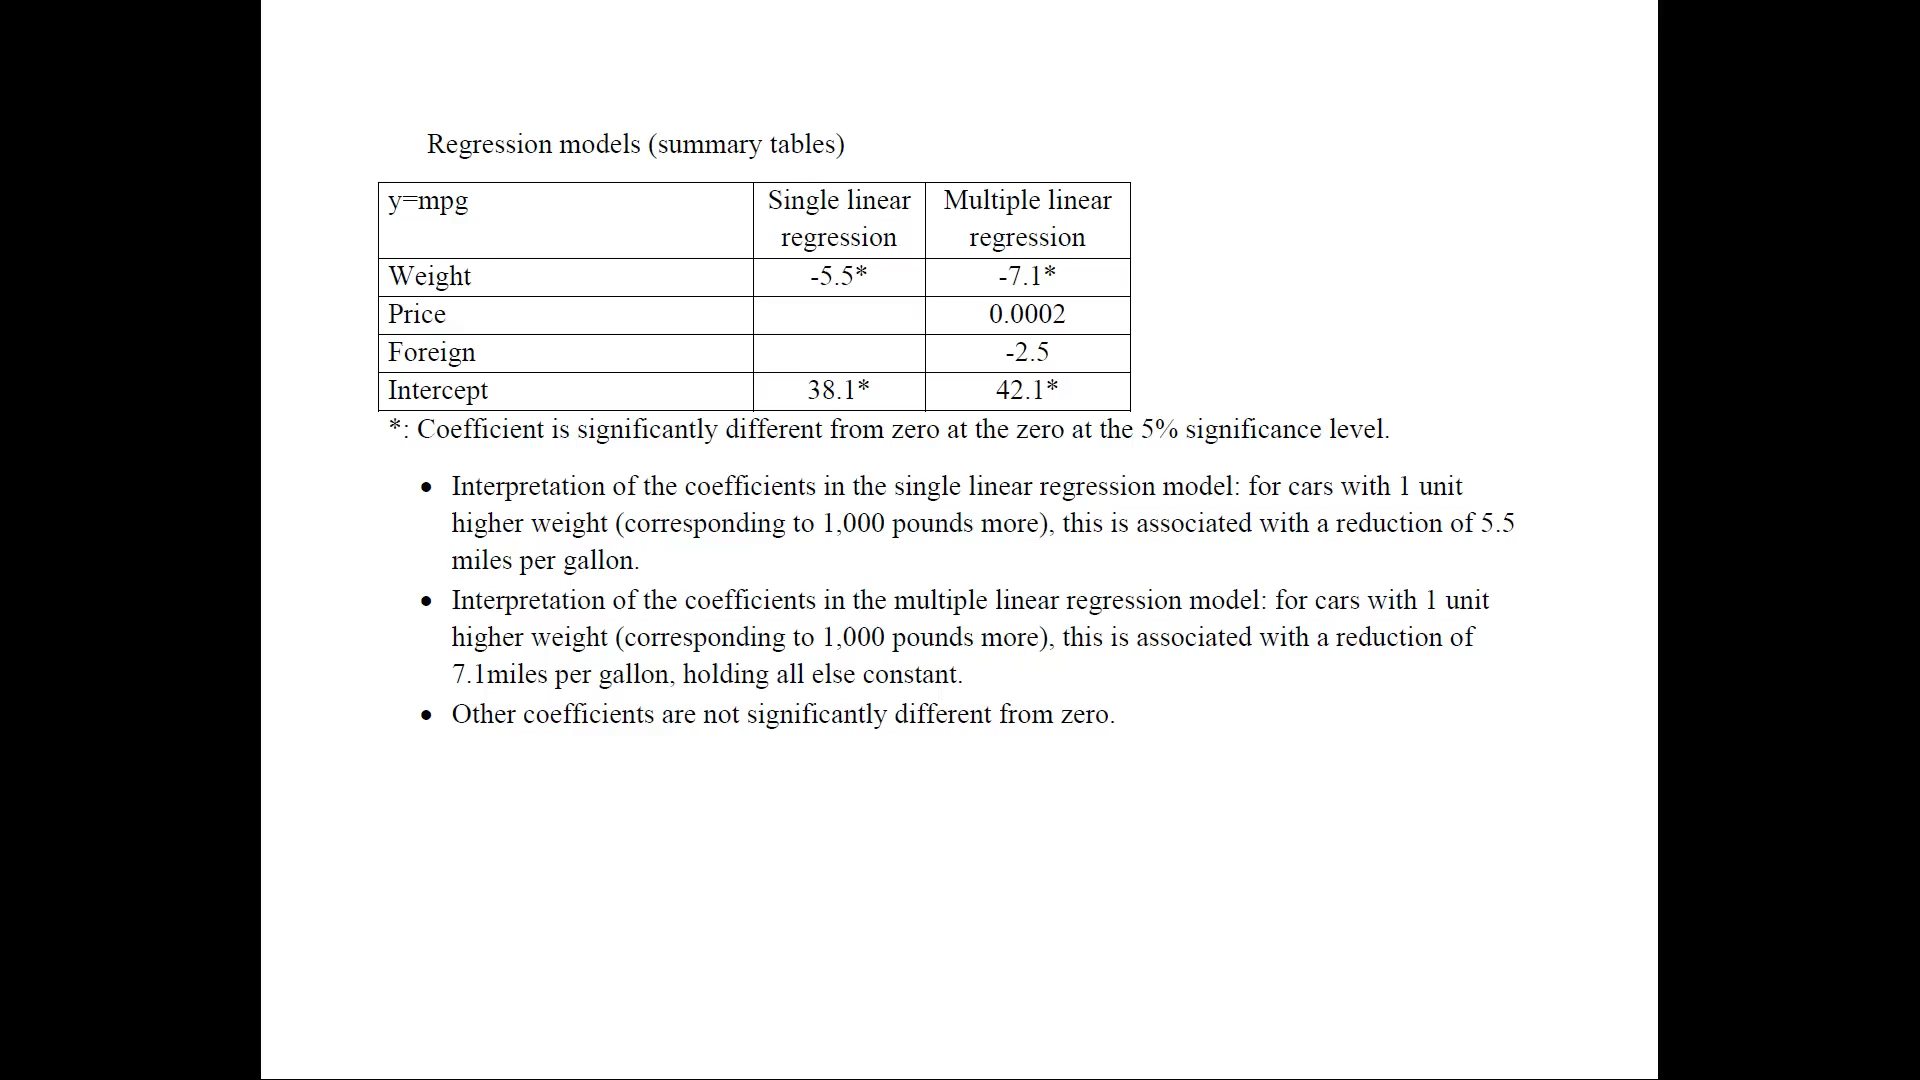 Regression models (summary tables)
y=mpg Single linear regression Multiple linear regression
Weight -5.5* -7.1*
Price 0.0002
Foreign -2.5
Intercept 38.1* 42.1*
*: Coefficient is significantly different from zero at the zero at the 5% significance level.
• Interpretation of the coefficients in the single linear regression model: for cars with 1 unit
higher weight (corresponding to 1,000 pounds more), this is associated with a reduction of 5.5
miles per gallon.
• Interpretation of the coefficients in the multiple linear regression model: for cars with 1 unit
higher weight (corresponding to 1,000 pounds more), this is associated with a reduction of
7.1miles per gallon, holding all else constant.
• Other coefficients are not significantly different from zero.